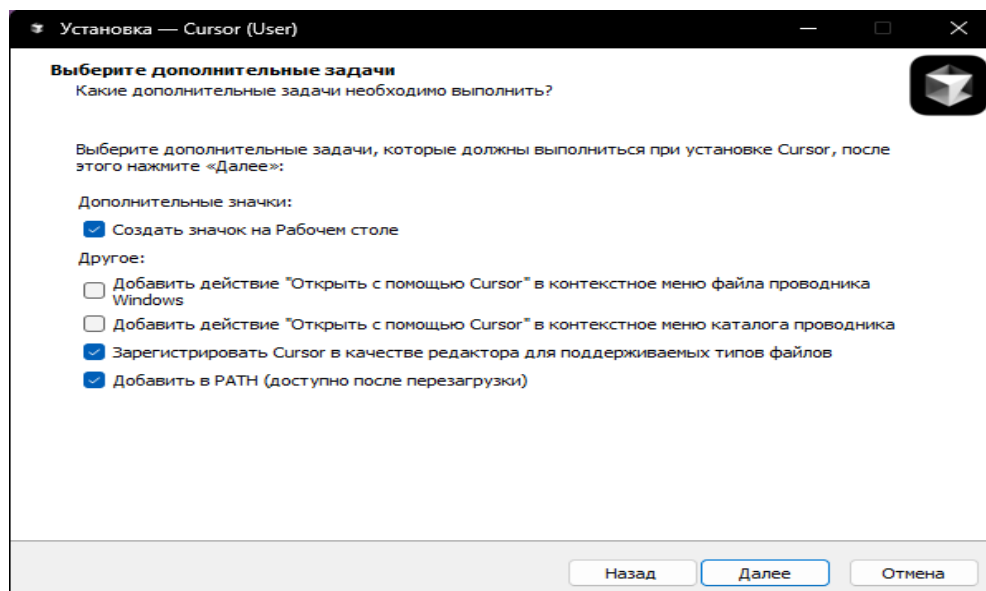 Установка — Cursor (User)
Выберите дополнительные задачи
Какие дополнительные задачи необходимо выполнить?
Выберите дополнительные задачи, которые должны выполниться при установке Cursor, после
этого нажмите «Далее»:
Дополнительные значки:
Создать значок на Рабочем столе
Другое:
Добавить действие "Открыть с помощью Cursor" в контекстное меню файла проводника
Windows
Добавить действие "Открыть с помощью Cursor" в контекстное меню каталога проводника
Зарегистрировать Cursor в качестве редактора для поддерживаемых типов файлов
Добавить в PATH (доступно после перезагрузки)
Назад Далее Отмена